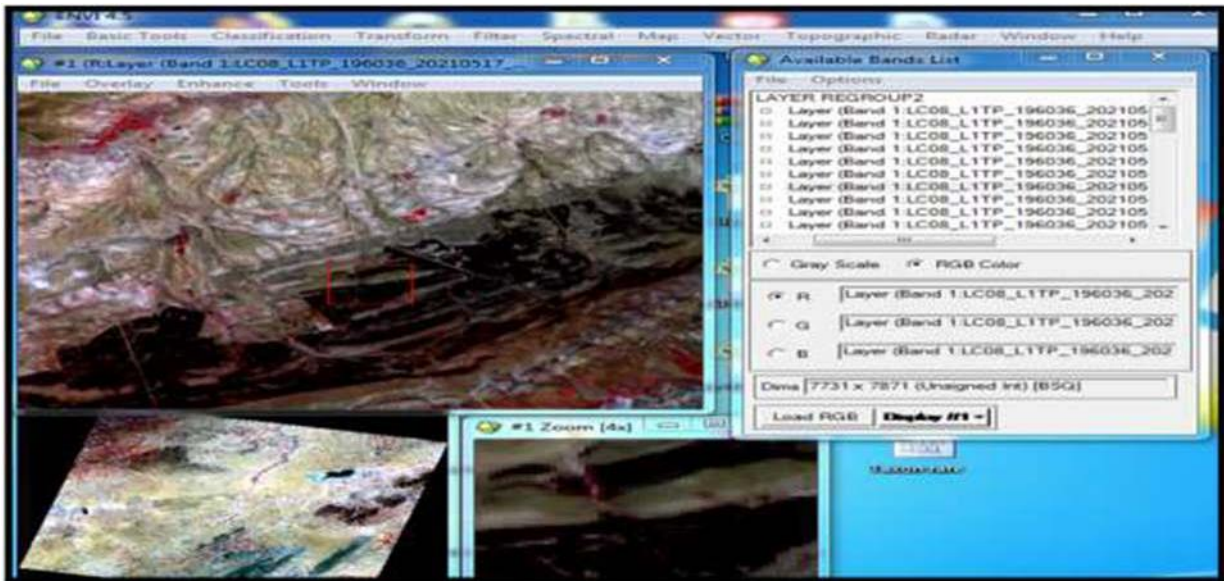 ENVI 4.5
File Basic Tools Classification Transform Filter Spectral Map Vector Topographic Radar Window Help
#1 (R:Layer (Band 1:LC08_L1TP_196036_20210517_...
File Overlay Enhance Tools Window
Available Bands List
File Options
LAYER REGROUP2
Layer (Band 1:LC08_L1TP_196036_202105
Layer (Band 1:LC08_L1TP_196036_202105
Layer (Band 1:LC08_L1TP_196036_202105
Layer (Band 1:LC08_L1TP_196036_202105
Layer (Band 1:LC08_L1TP_196036_202105
Layer (Band 1:LC08_L1TP_196036_202105
Layer (Band 1:LC08_L1TP_196036_202105
Layer (Band 1:LC08_L1TP_196036_202105
Layer (Band 1:LC08_L1TP_196036_202105
Layer (Band 1:LC08_L1TP_196036_202105
Gray Scale RGB Color
R Layer (Band 1:LC08_L1TP_196036_202
G Layer (Band 1:LC08_L1TP_196036_202
B Layer (Band 1:LC08_L1TP_196036_202
Dims 7731 x 7871 (Unsigned Int) [BSQ]
Load RGB Display #1
#1 Zoom [4x]